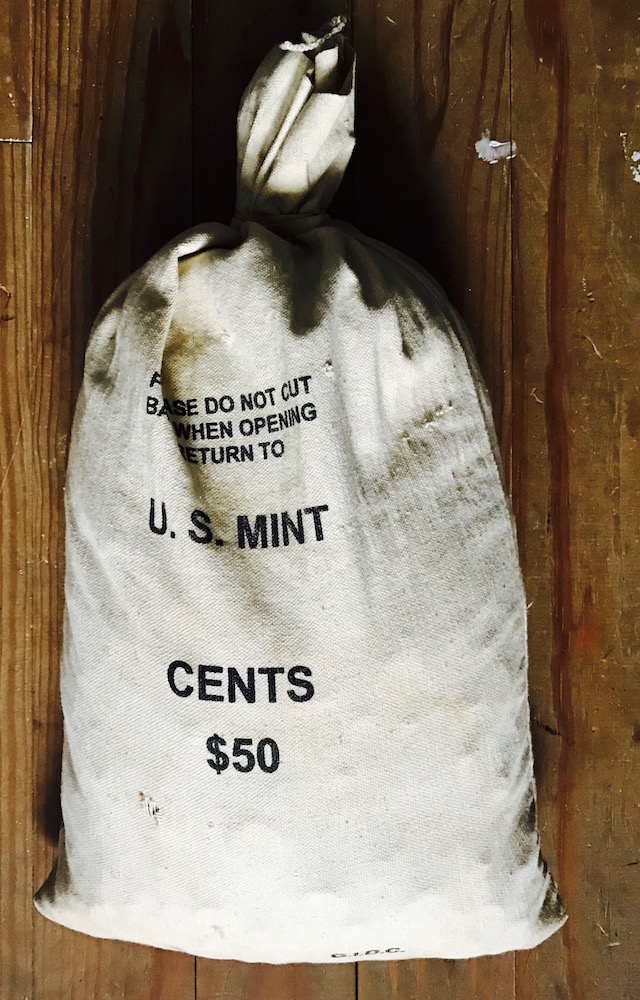 BASE DO NOT CUT
WHEN OPENING
RETURN TO
U. S. MINT
CENTS
$50